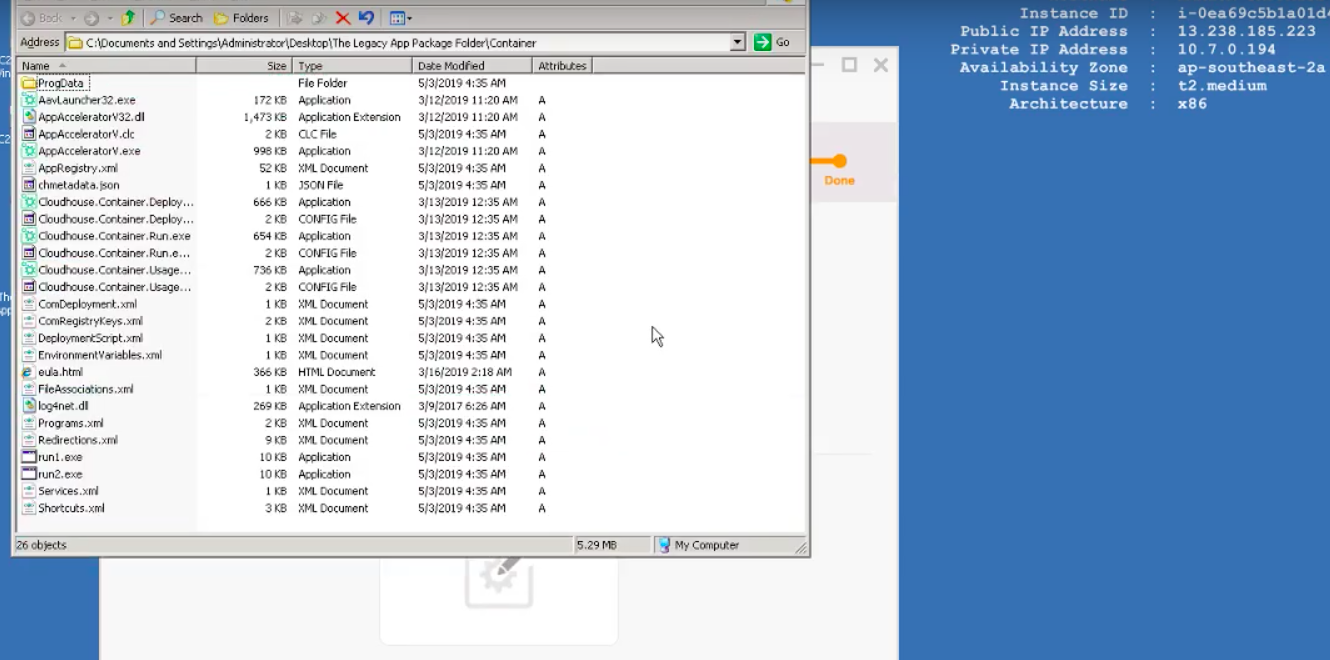 Back Search Folders
Address C:\Documents and Settings\Administrator\Desktop\The Legacy App Package Folder\Container Go
Name Size Type Date Modified Attributes
ProgData File Folder 5/3/2019 4:35 AM
AavLauncher32.exe 172 KB Application 3/12/2019 11:20 AM A
AppAcceleratorV32.dll 1,473 KB Application Extension 3/12/2019 11:20 AM A
AppAcceleratorV.clc 2 KB CLC File 5/3/2019 4:35 AM A
AppAcceleratorV.exe 998 KB Application 3/12/2019 11:20 AM A
AppRegistry.xml 52 KB XML Document 5/3/2019 4:35 AM A
chmetadata.json 1 KB JSON File 5/3/2019 4:35 AM A
Cloudhouse.Container.Deploy... 666 KB Application 3/13/2019 12:35 AM A
Cloudhouse.Container.Deploy... 2 KB CONFIG File 3/13/2019 12:35 AM A
Cloudhouse.Container.Run.exe 654 KB Application 3/13/2019 12:35 AM A
Cloudhouse.Container.Run.e... 2 KB CONFIG File 3/13/2019 12:35 AM A
Cloudhouse.Container.Usage... 736 KB Application 3/13/2019 12:35 AM A
Cloudhouse.Container.Usage... 2 KB CONFIG File 3/13/2019 12:35 AM A
ComDeployment.xml 1 KB XML Document 5/3/2019 4:35 AM A
ComRegistryKeys.xml 2 KB XML Document 5/3/2019 4:35 AM A
DeploymentScript.xml 1 KB XML Document 5/3/2019 4:35 AM A
EnvironmentVariables.xml 1 KB XML Document 5/3/2019 4:35 AM A
eula.html 366 KB HTML Document 3/16/2019 2:18 AM A
FileAssociations.xml 1 KB XML Document 5/3/2019 4:35 AM A
log4net.dll 269 KB Application Extension 3/9/2017 6:26 AM A
Programs.xml 2 KB XML Document 5/3/2019 4:35 AM A
Redirections.xml 9 KB XML Document 5/3/2019 4:35 AM A
run1.exe 10 KB Application 5/3/2019 4:35 AM A
run2.exe 10 KB Application 5/3/2019 4:35 AM A
Services.xml 1 KB XML Document 5/3/2019 4:35 AM A
Shortcuts.xml 3 KB XML Document 5/3/2019 4:35 AM A
26 objects 5.29 MB My Computer
Done
Instance ID : i-0ea69c5b1a01d4
Public IP Address : 13.238.185.223
Private IP Address : 10.7.0.194
Availability Zone : ap-southeast-2a
Instance Size : t2.medium
Architecture : x86